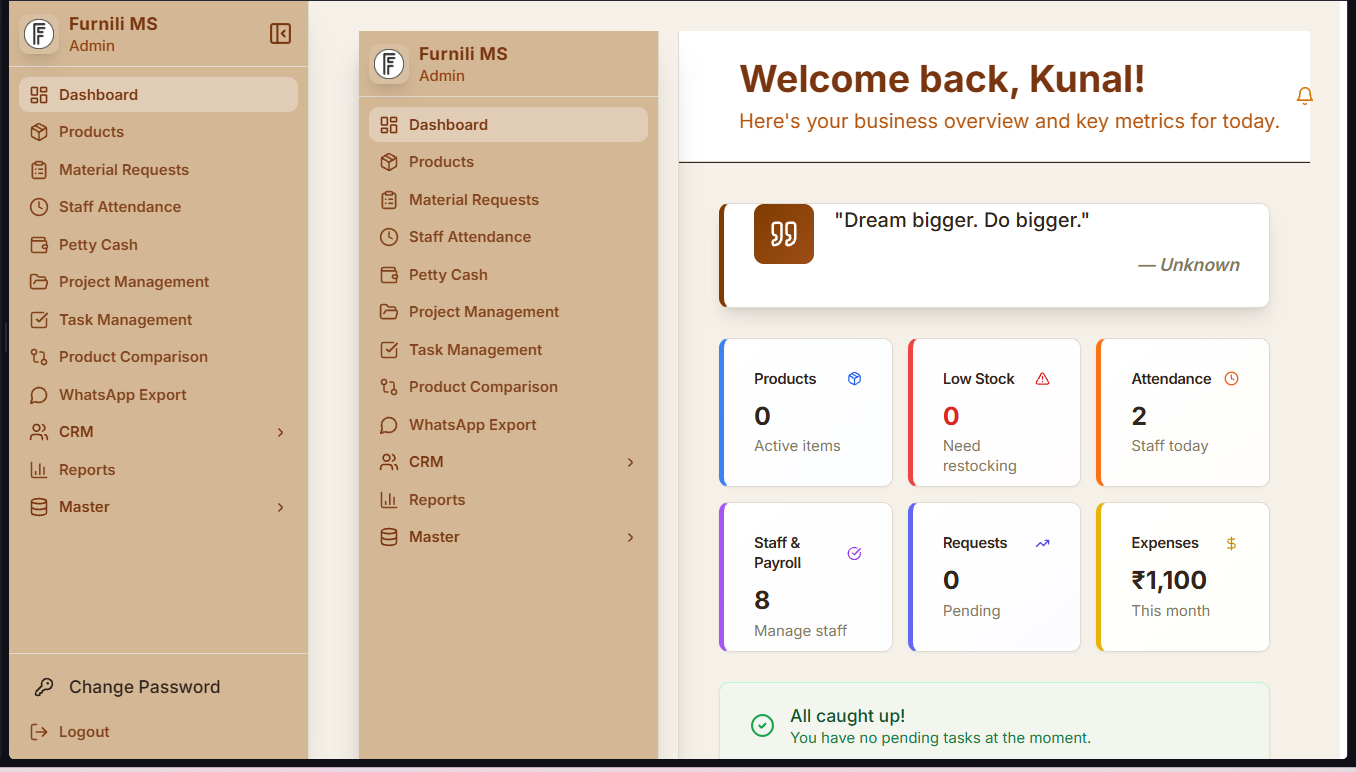 Furnili MS
Admin
Dashboard
Products
Material Requests
Staff Attendance
Petty Cash
Project Management
Task Management
Product Comparison
WhatsApp Export
CRM
Reports
Master
Change Password
Logout
Furnili MS
Admin
Dashboard
Products
Material Requests
Staff Attendance
Petty Cash
Project Management
Task Management
Product Comparison
WhatsApp Export
CRM
Reports
Master
Welcome back, Kunal!
Here's your business overview and key metrics for today.
"Dream bigger. Do bigger."
— Unknown
Products
0
Active items
Low Stock
0
Need
restocking
Attendance
2
Staff today
Staff &
Payroll
8
Manage staff
Requests
0
Pending
Expenses
₹1,100
This month
All caught up!
You have no pending tasks at the moment.